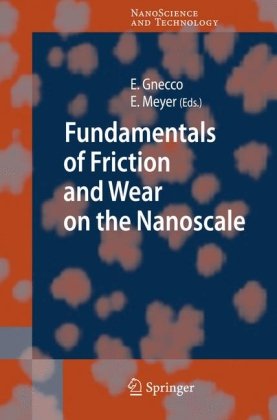 NanoScience
and Technology
E. Gnecco
E. Meyer (Eds.)
Fundamentals
of Friction
and Wear
on the Nanoscale
Springer